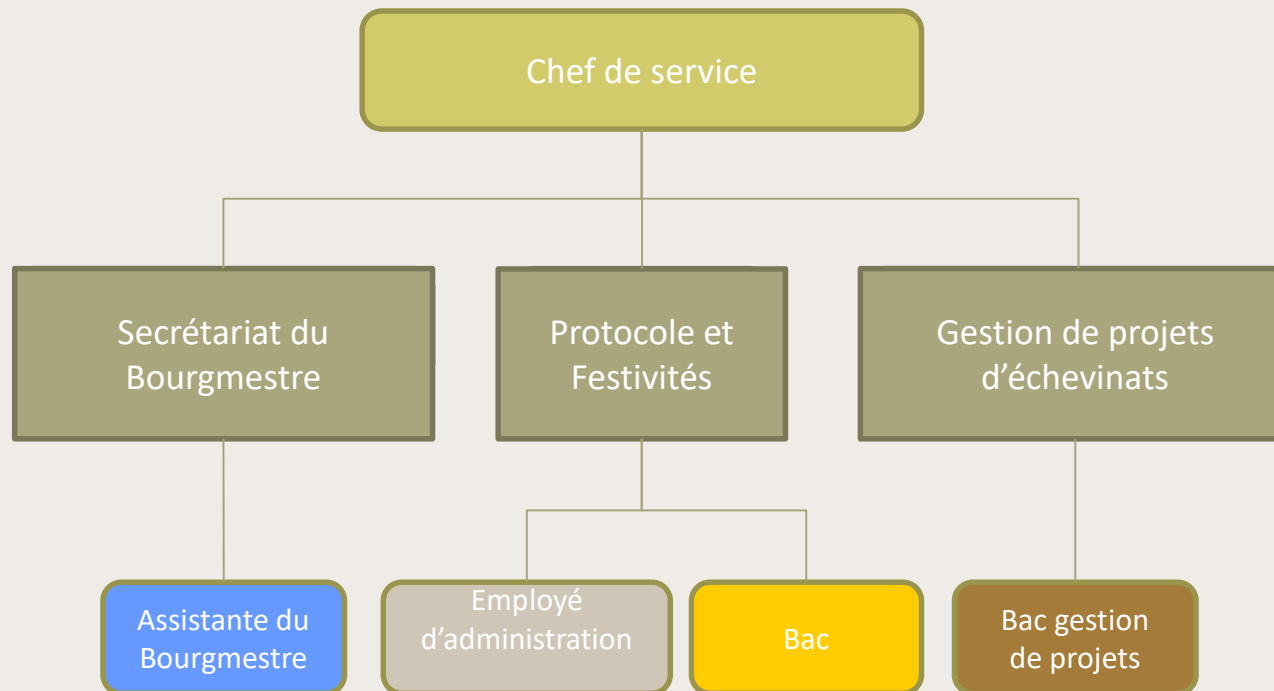 Chef de service
Secrétariat du
Bourgmestre
Protocole et
Festivités
Gestion de projets
d’échevinats
Assistante du
Bourgmestre
Employé
d’administration
Bac
Bac gestion
de projets